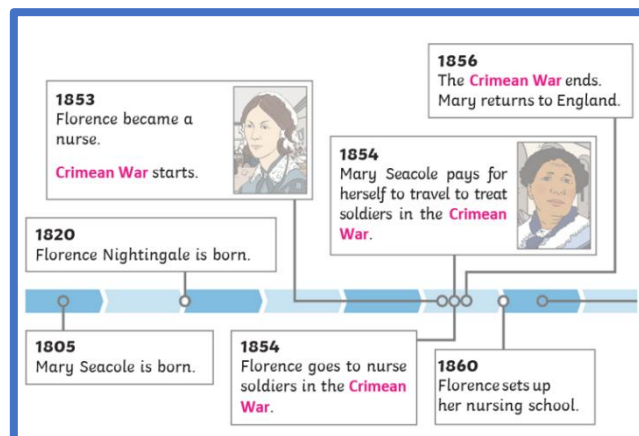 1853
Florence became a
nurse.
Crimean War starts.
1856
The Crimean War ends.
Mary returns to England.
1854
Mary Seacole pays for
herself to travel to treat
soldiers in the Crimean
War.
1820
Florence Nightingale is born.
1805
Mary Seacole is born.
1854
Florence goes to nurse
soldiers in the Crimean
War.
1860
Florence sets up
her nursing school.